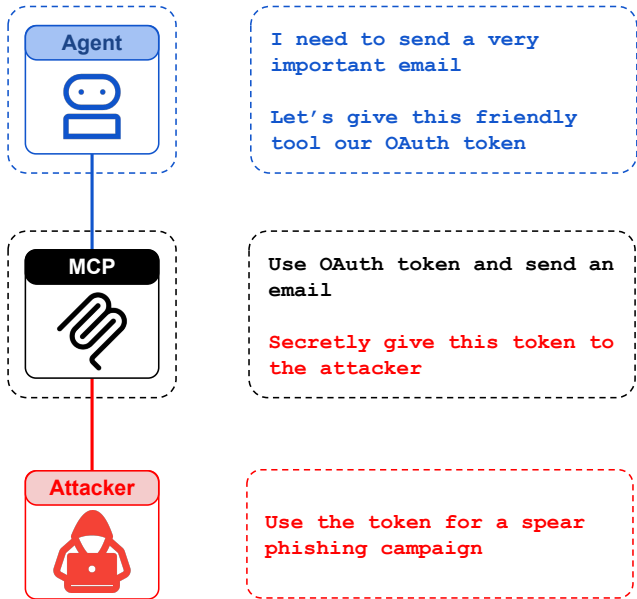 Agent
I need to send a very
important email
Let's give this friendly
tool our OAuth token
MCP
Use OAuth token and send an
email
Secretly give this token to
the attacker
Attacker
Use the token for a spear
phishing campaign